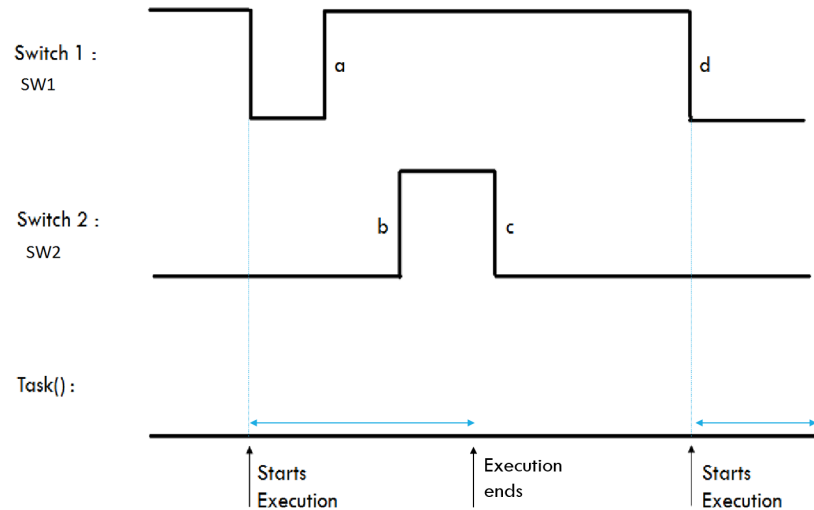 Switch 1 :
SW1
a
d
Switch 2 :
SW2
b
c
Task() :
Starts
Execution
Execution
ends
Starts
Execution